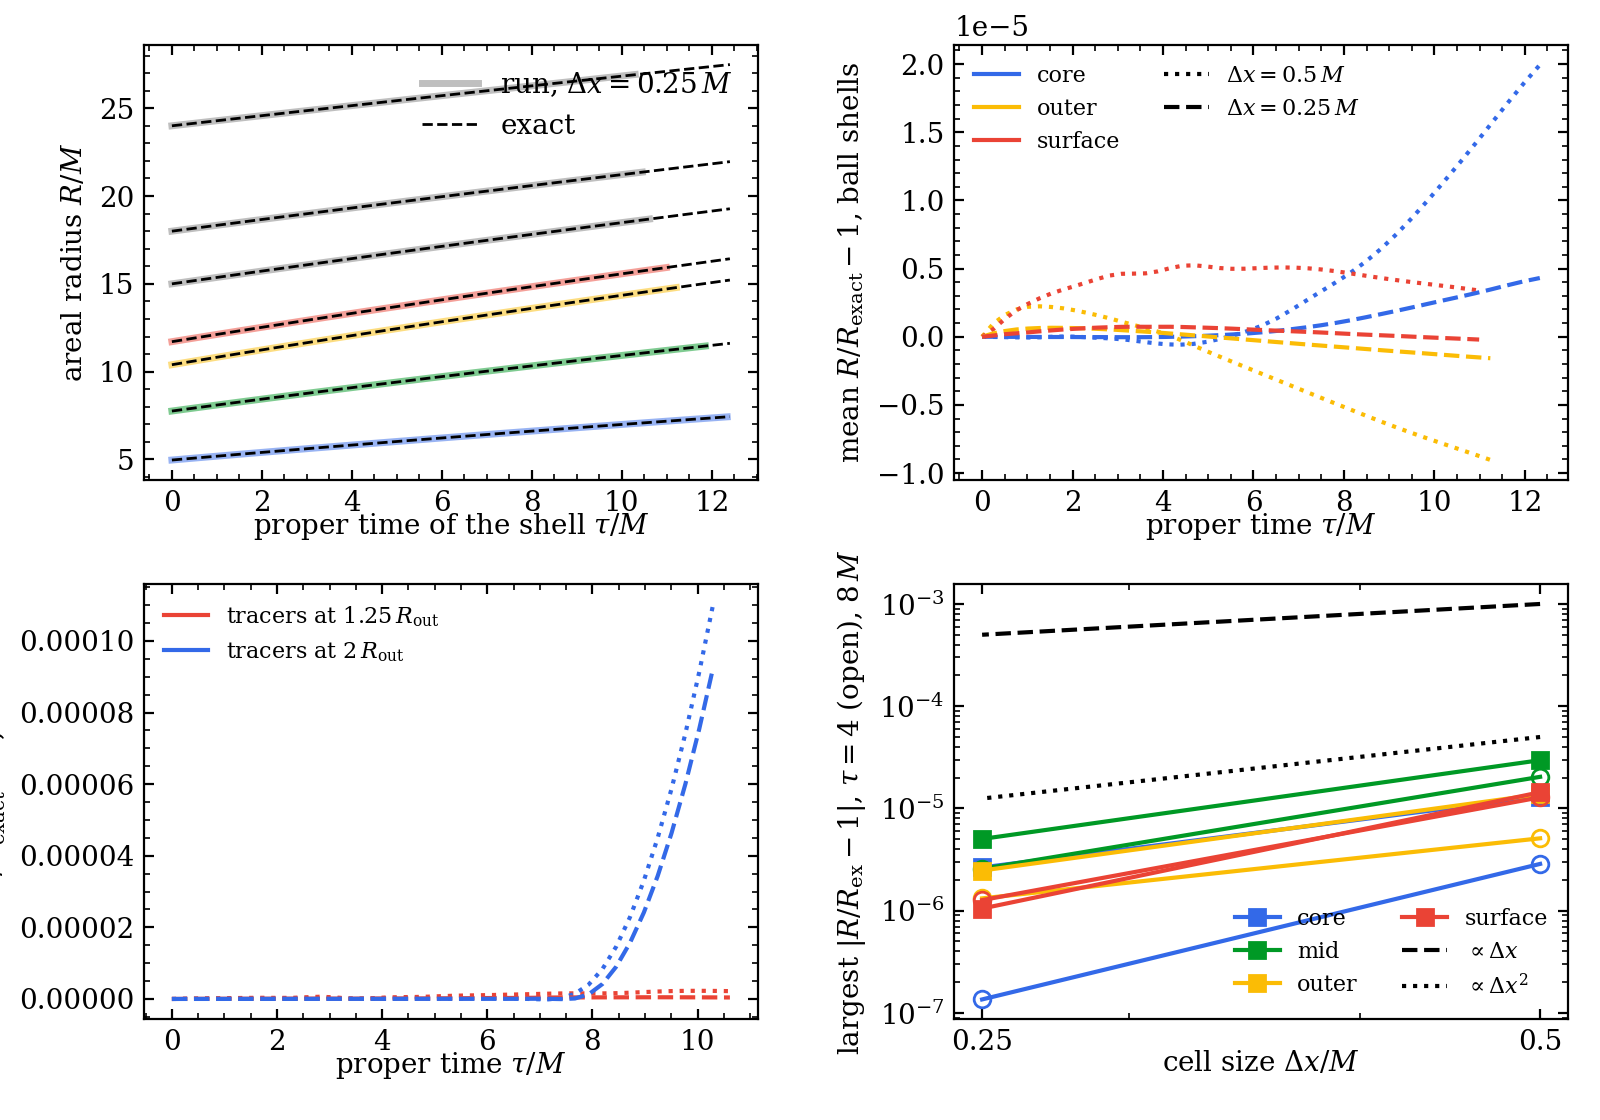 25
20
15
10
5
0
2
4
6
8
10
12
areal radius R/M
proper time of the shell τ/M
run, Δx = 0.25 M
exact
1e−5
2.0
1.5
1.0
0.5
0.0
−0.5
−1.0
0
2
4
6
8
10
12
mean R/R_exact − 1, ball shells
proper time τ/M
core
outer
surface
Δx = 0.5 M
Δx = 0.25 M
0.00010
0.00008
0.00006
0.00004
0.00002
0.00000
0
2
4
6
8
10
exact
proper time τ/M
tracers at 1.25 R_out
tracers at 2 R_out
10^−3
10^−4
10^−5
10^−6
10^−7
0.25
0.5
largest |R/R_ex − 1|, τ = 4 (open), 8 M
cell size Δx/M
core
mid
outer
surface
∝ Δx
∝ Δx²